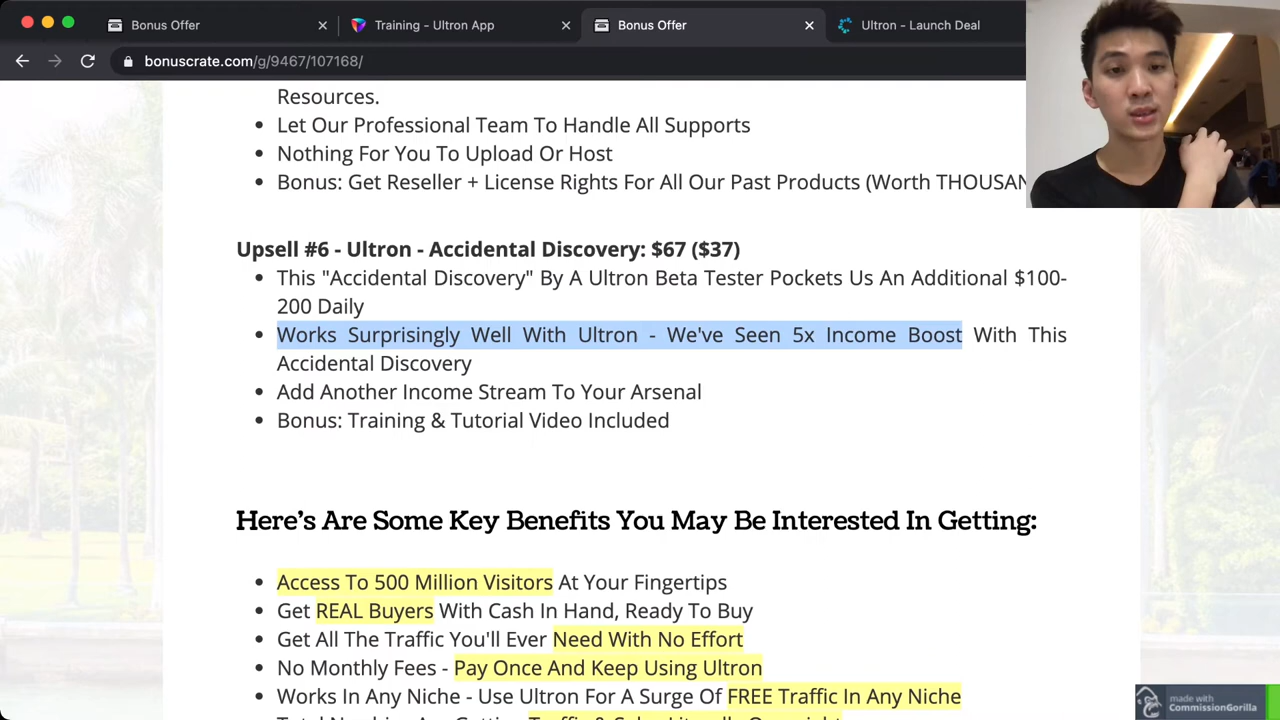 Bonus Offer
Training - Ultron App
Bonus Offer
Ultron - Launch Deal
bonuscrate.com/g/9467/107168/
Resources.
Let Our Professional Team To Handle All Supports
Nothing For You To Upload Or Host
Bonus: Get Reseller + License Rights For All Our Past Products (Worth THOUSAN
Upsell #6 - Ultron - Accidental Discovery: $67 ($37)
This "Accidental Discovery" By A Ultron Beta Tester Pockets Us An Additional $100-
200 Daily
Works Surprisingly Well With Ultron - We've Seen 5x Income Boost With This
Accidental Discovery
Add Another Income Stream To Your Arsenal
Bonus: Training & Tutorial Video Included
Here's Are Some Key Benefits You May Be Interested In Getting:
Access To 500 Million Visitors At Your Fingertips
Get REAL Buyers With Cash In Hand, Ready To Buy
Get All The Traffic You'll Ever Need With No Effort
No Monthly Fees - Pay Once And Keep Using Ultron
Works In Any Niche - Use Ultron For A Surge Of FREE Traffic In Any Niche
made with
CommissionGorilla